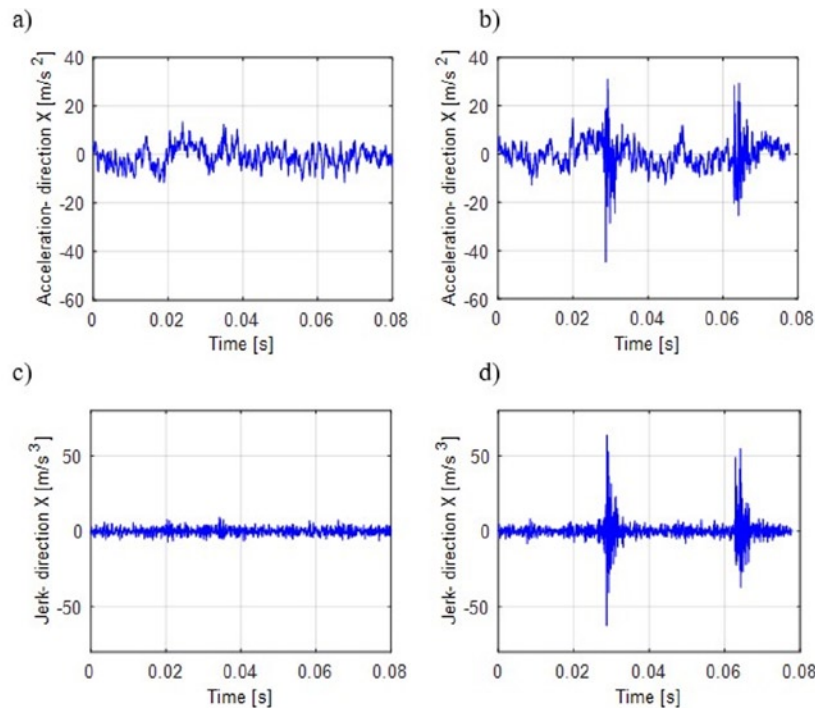 a)
b)
Acceleration- direction X [m/s 2]
40
20
0
-20
-40
-60
0 0.02 0.04 0.06 0.08
Time [s]
Acceleration- direction X [m/s 2]
40
20
0
-20
-40
-60
0 0.02 0.04 0.06 0.08
Time [s]
c)
d)
Jerk- direction X [m/s 3]
50
0
-50
0 0.02 0.04 0.06 0.08
Time [s]
Jerk- direction X [m/s 3]
50
0
-50
0 0.02 0.04 0.06 0.08
Time [s]